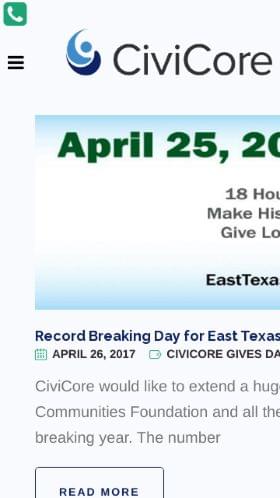 CiviCore
April 25, 20
18 Hou
Make His
Give Lo
EastTexa
Record Breaking Day for East Texas
APRIL 26, 2017 CIVICORE GIVES DA
CiviCore would like to extend a hug
Communities Foundation and all the
breaking year. The number
READ MORE